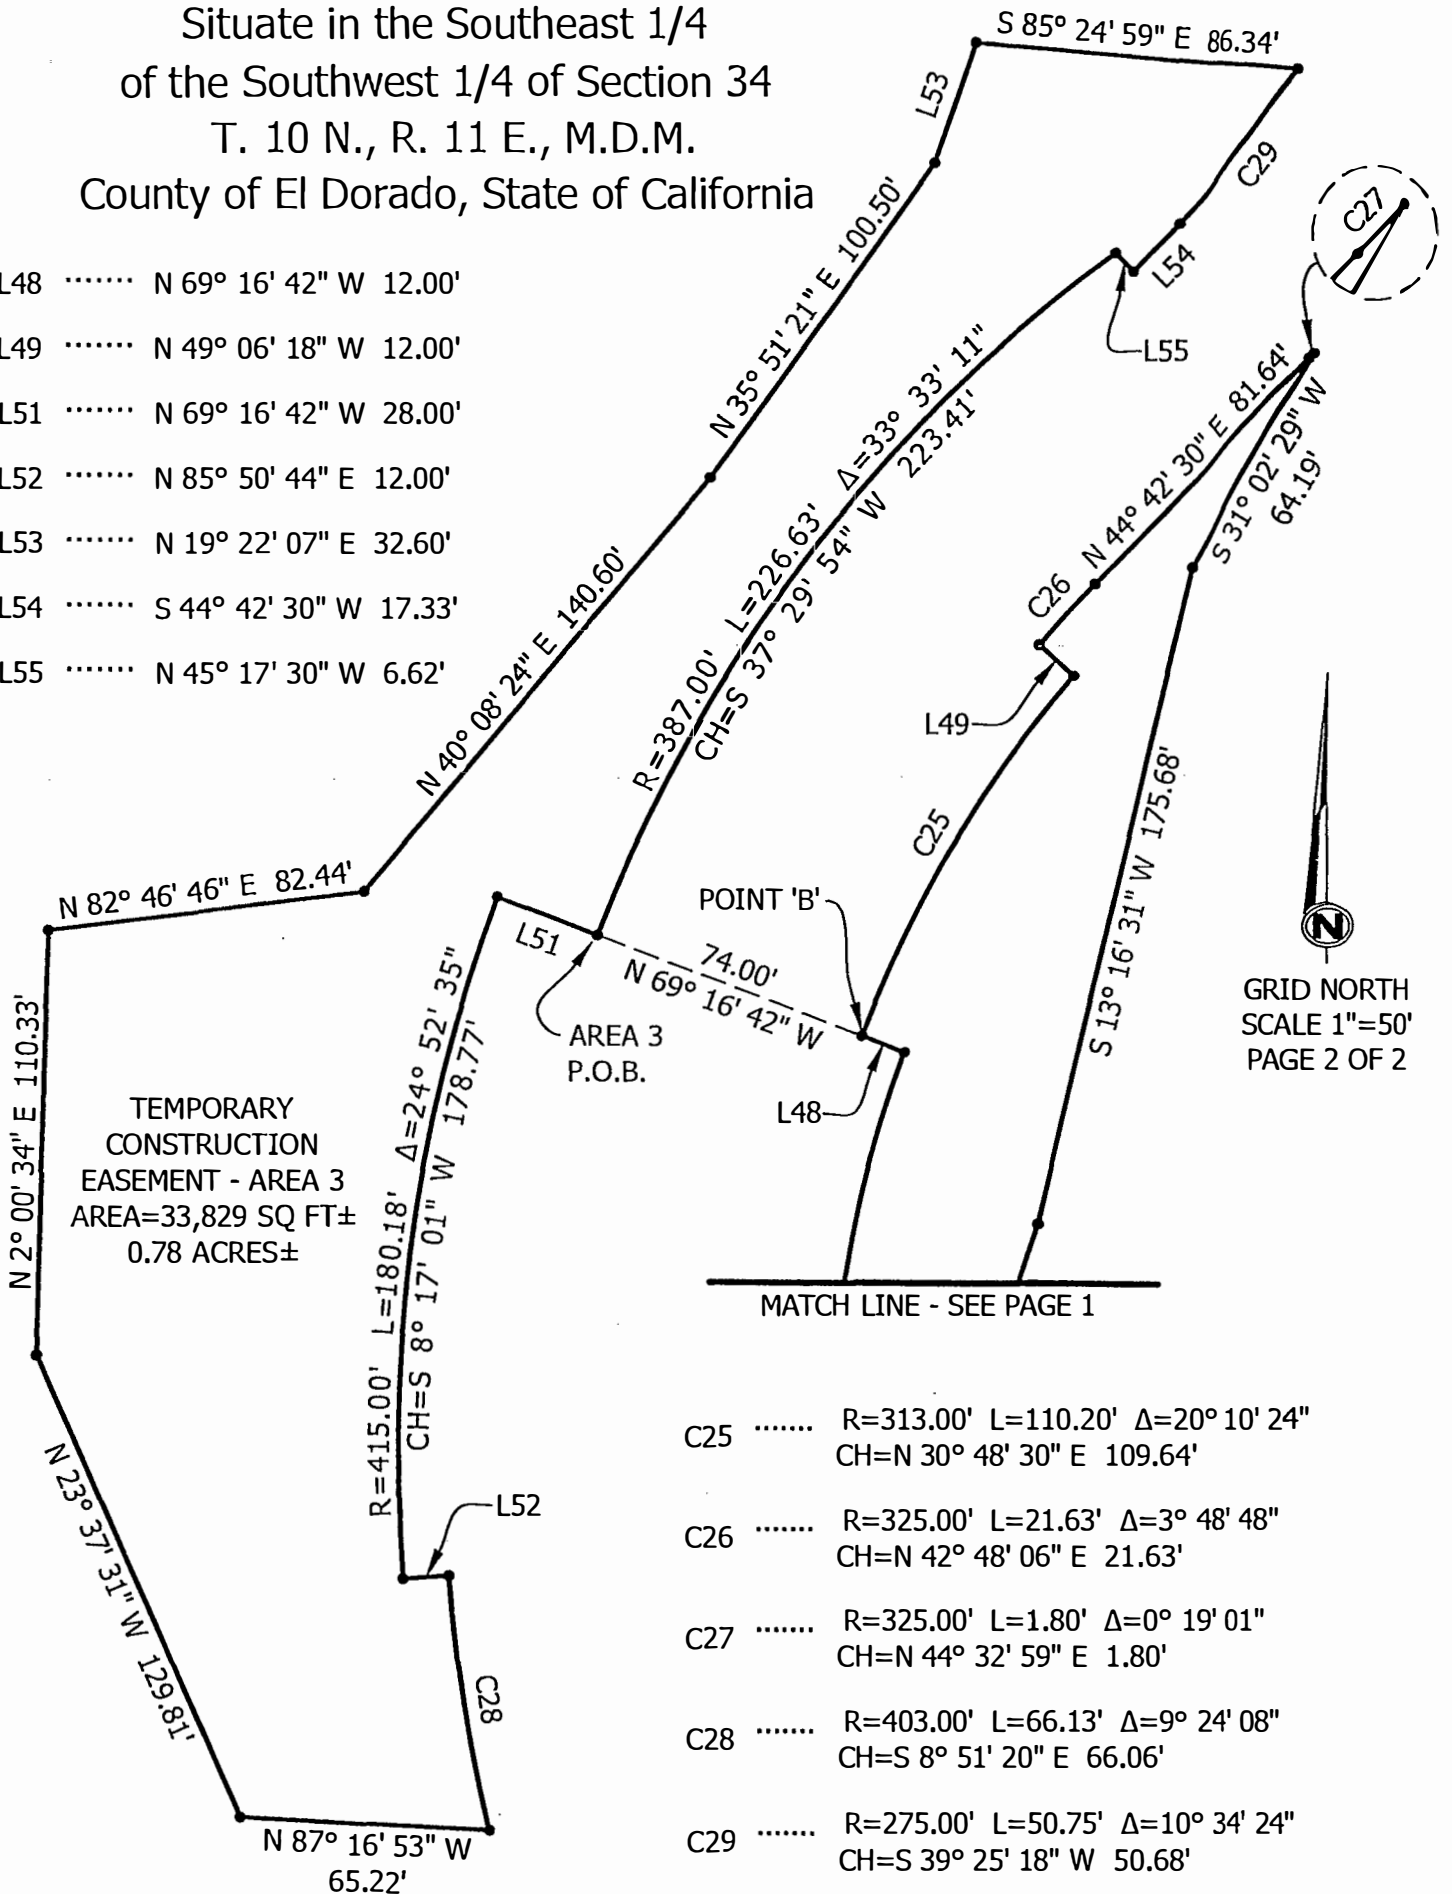 Situate in the Southeast 1/4
of the Southwest 1/4 of Section 34
T. 10 N., R. 11 E., M.D.M.
County of El Dorado, State of California
L48 ....... N 69° 16' 42" W 12.00'
L49 ....... N 49° 06' 18" W 12.00'
L51 ....... N 69° 16' 42" W 28.00'
L52 ....... N 85° 50' 44" E 12.00'
L53 ....... N 19° 22' 07" E 32.60'
L54 ....... S 44° 42' 30" W 17.33'
L55 ....... N 45° 17' 30" W 6.62'
S 85° 24' 59" E 86.34'
L53
C29
C27
N 35° 51' 21" E 100.50'
L54
L55
R=387.00' L=226.63' Δ=33° 33' 11"
CH=S 37° 29' 54" W 223.41'
N 44° 42' 30" E 81.64'
S 31° 02' 29" W
64.19'
C26
L49
N 40° 08' 24" E 140.60'
C25
S 13° 16' 31" W 175.68'
N 82° 46' 46" E 82.44'
L51
POINT 'B'
74.00'
N 69° 16' 42" W
AREA 3
P.O.B.
L48
N
GRID NORTH
SCALE 1"=50'
PAGE 2 OF 2
N 2° 00' 34" E 110.33'
TEMPORARY
CONSTRUCTION
EASEMENT - AREA 3
AREA=33,829 SQ FT±
0.78 ACRES±
R=415.00' L=180.18' Δ=24° 52' 35"
CH=S 8° 17' 01" W 178.77'
MATCH LINE - SEE PAGE 1
L52
N 23° 37' 31" W 129.81'
C28
N 87° 16' 53" W
65.22'
C25 ....... R=313.00' L=110.20' Δ=20° 10' 24"
CH=N 30° 48' 30" E 109.64'
C26 ....... R=325.00' L=21.63' Δ=3° 48' 48"
CH=N 42° 48' 06" E 21.63'
C27 ....... R=325.00' L=1.80' Δ=0° 19' 01"
CH=N 44° 32' 59" E 1.80'
C28 ....... R=403.00' L=66.13' Δ=9° 24' 08"
CH=S 8° 51' 20" E 66.06'
C29 ....... R=275.00' L=50.75' Δ=10° 34' 24"
CH=S 39° 25' 18" W 50.68'